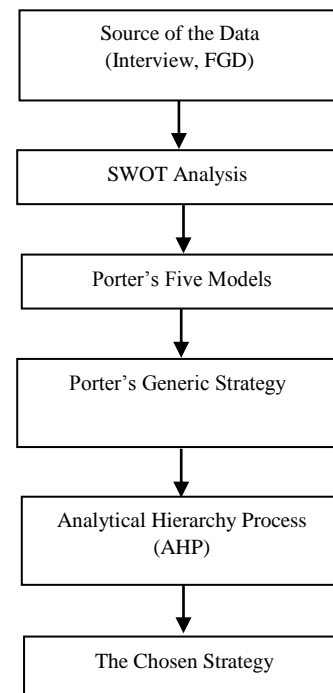 Source of the Data
(Interview, FGD)
SWOT Analysis
Porter's Five Models
Porter's Generic Strategy
Analytical Hierarchy Process
(AHP)
The Chosen Strategy